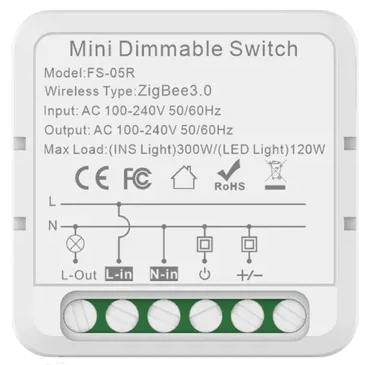 Mini Dimmable Switch
Model:FS-05R
Wireless Type:ZigBee3.0
Input: AC 100-240V 50/60Hz
Output: AC 100-240V 50/60Hz
Max Load:(INS Light)300W/(LED Light)120W
CE FC RoHS
L
N
L-Out L-in N-in +/−